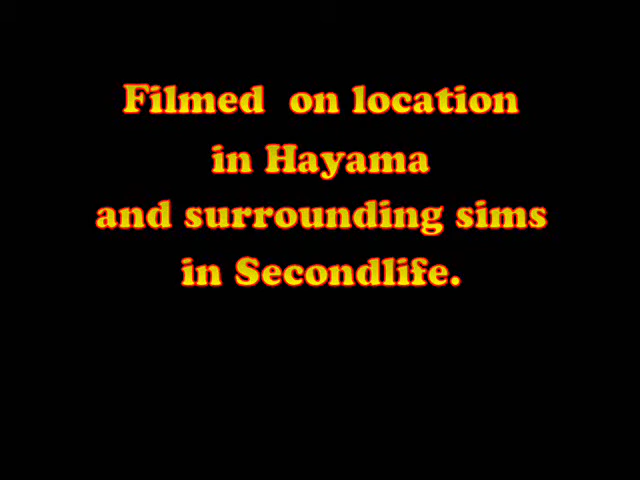 Filmed on location
in Hayama
and surrounding sims
in Secondlife.